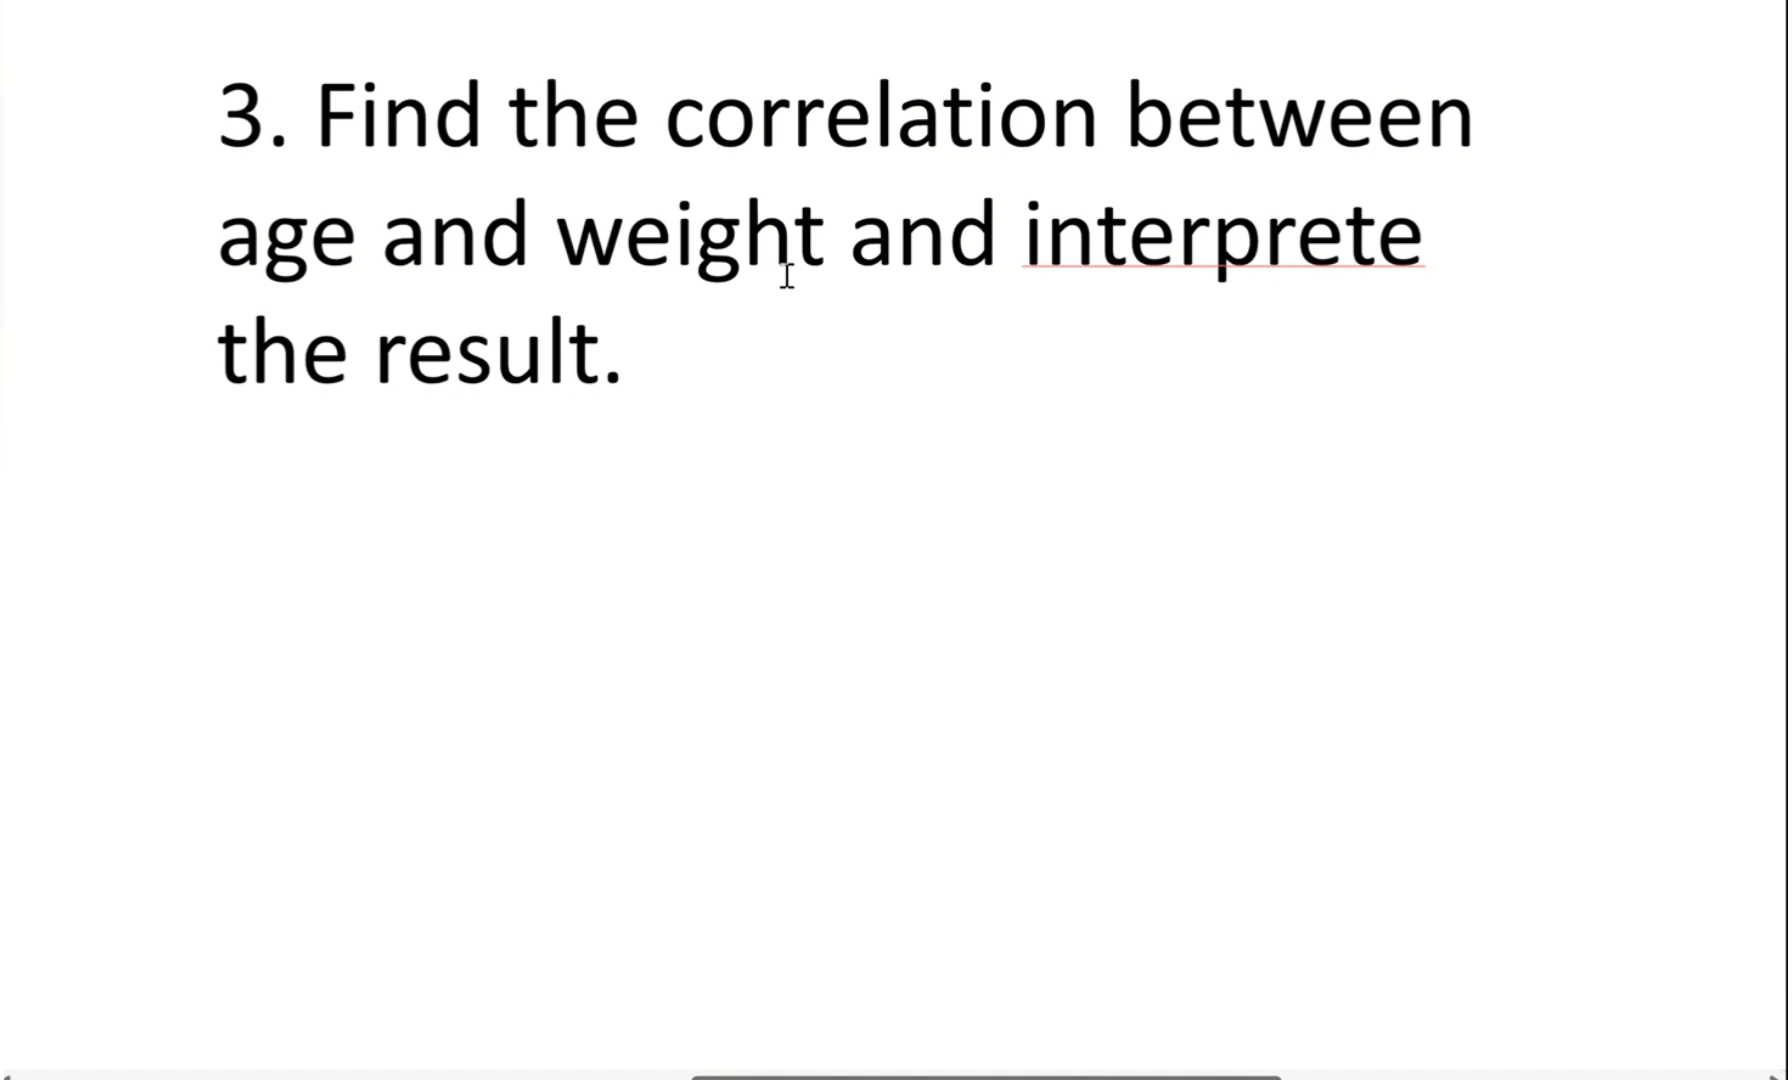 3. Find the correlation between
age and weight and interprete
the result.